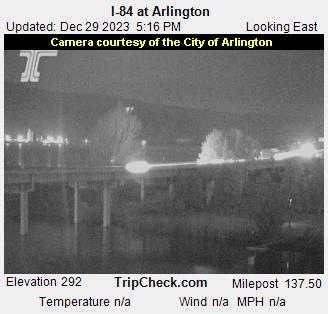 I-84 at Arlington
Updated: Dec 29 2023 5:16 PM Looking East
Camera courtesy of the City of Arlington
Elevation 292 TripCheck.com Milepost 137.50
Temperature n/a Wind n/a MPH n/a